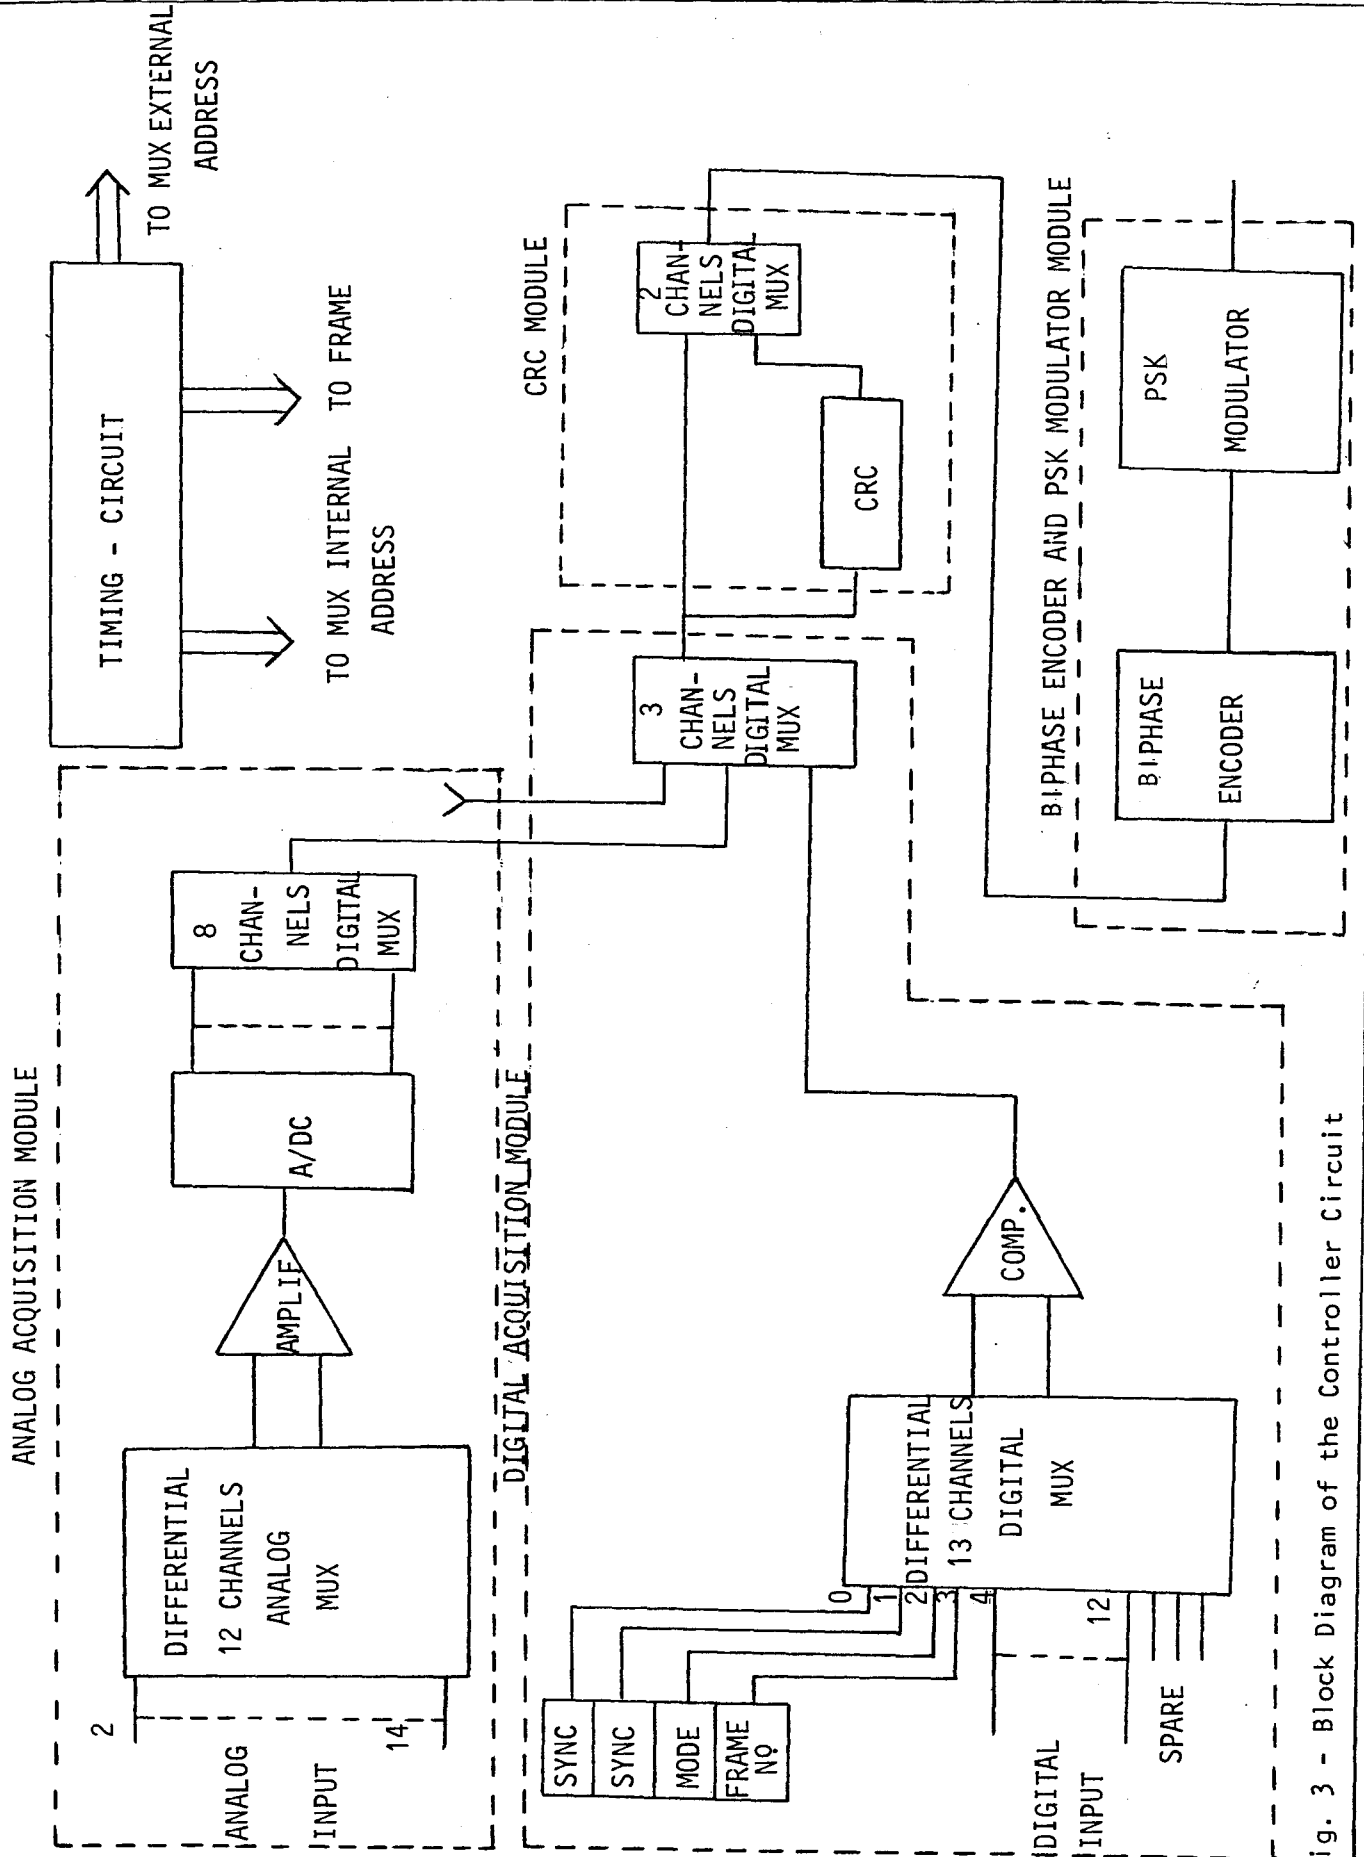 ANALOG ACQUISITION MODULE
2
ANALOG
INPUT
14
DIFFERENTIAL
12 CHANNELS
ANALOG
MUX
AMPLIF
A/DC
8
CHAN-
NELS
DIGITAL
MUX
TIMING - CIRCUIT
TO MUX EXTERNAL
ADDRESS
TO MUX INTERNAL
ADDRESS
TO FRAME
DIGITAL ACQUISITION MODULE
SYNC
SYNC
MODE
FRAME
Nº
0
1
2
3
4
12
DIGITAL
INPUT
SPARE
DIFFERENTIAL
13 CHANNELS
DIGITAL
MUX
COMP.
3
CHAN-
NELS
DIGITAL
MUX
CRC MODULE
2
CHAN-
NELS
DIGITAL
MUX
CRC
BIPHASE ENCODER AND PSK MODULATOR MODULE
BIPHASE
ENCODER
PSK
MODULATOR
ig. 3 - Block Diagram of the Controller Circuit